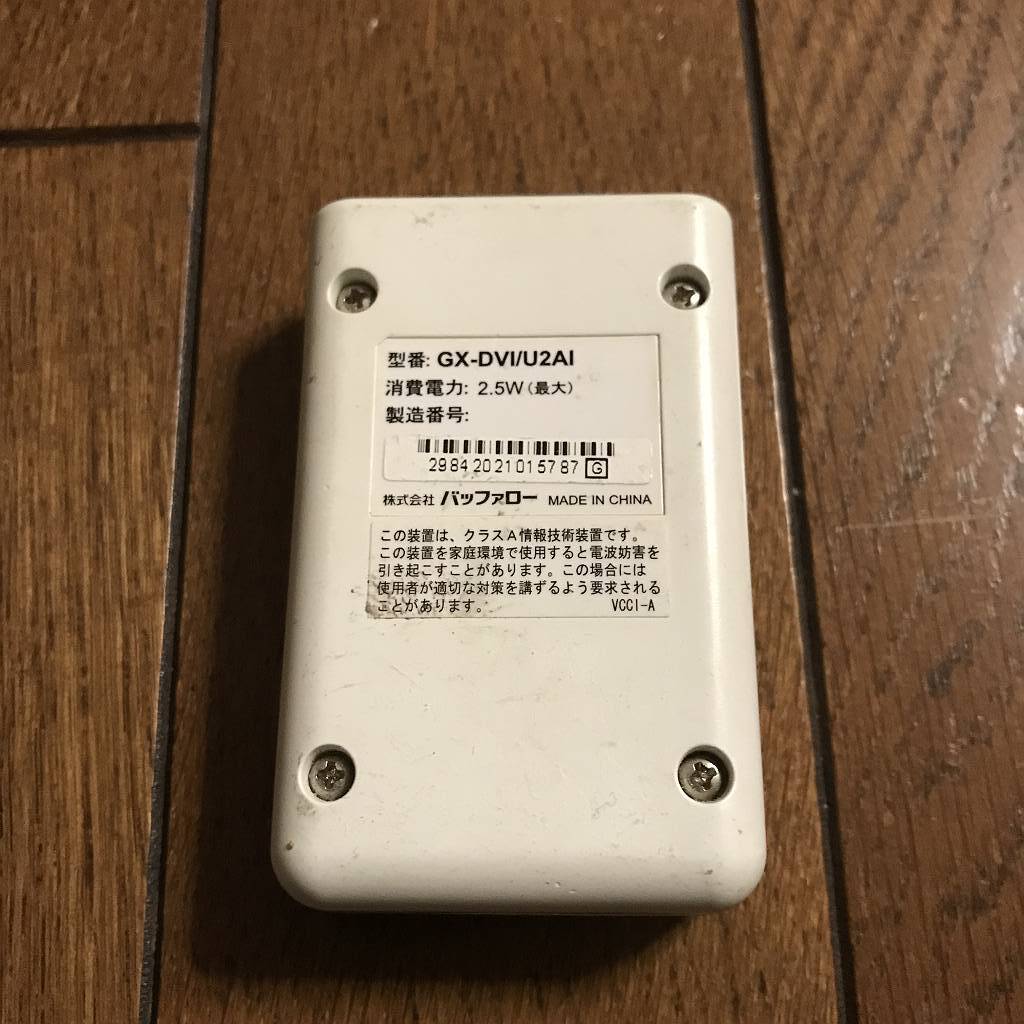 型番: GX-DVI/U2AI
消費電力: 2.5W(最大)
製造番号:
29842021015787 G
株式会社 バッファロー MADE IN CHINA
この装置は、クラスA情報技術装置です。
この装置を家庭環境で使用すると電波妨害を
引き起こすことがあります。この場合には
使用者が適切な対策を講ずるよう要求される
ことがあります。 VCCI-A